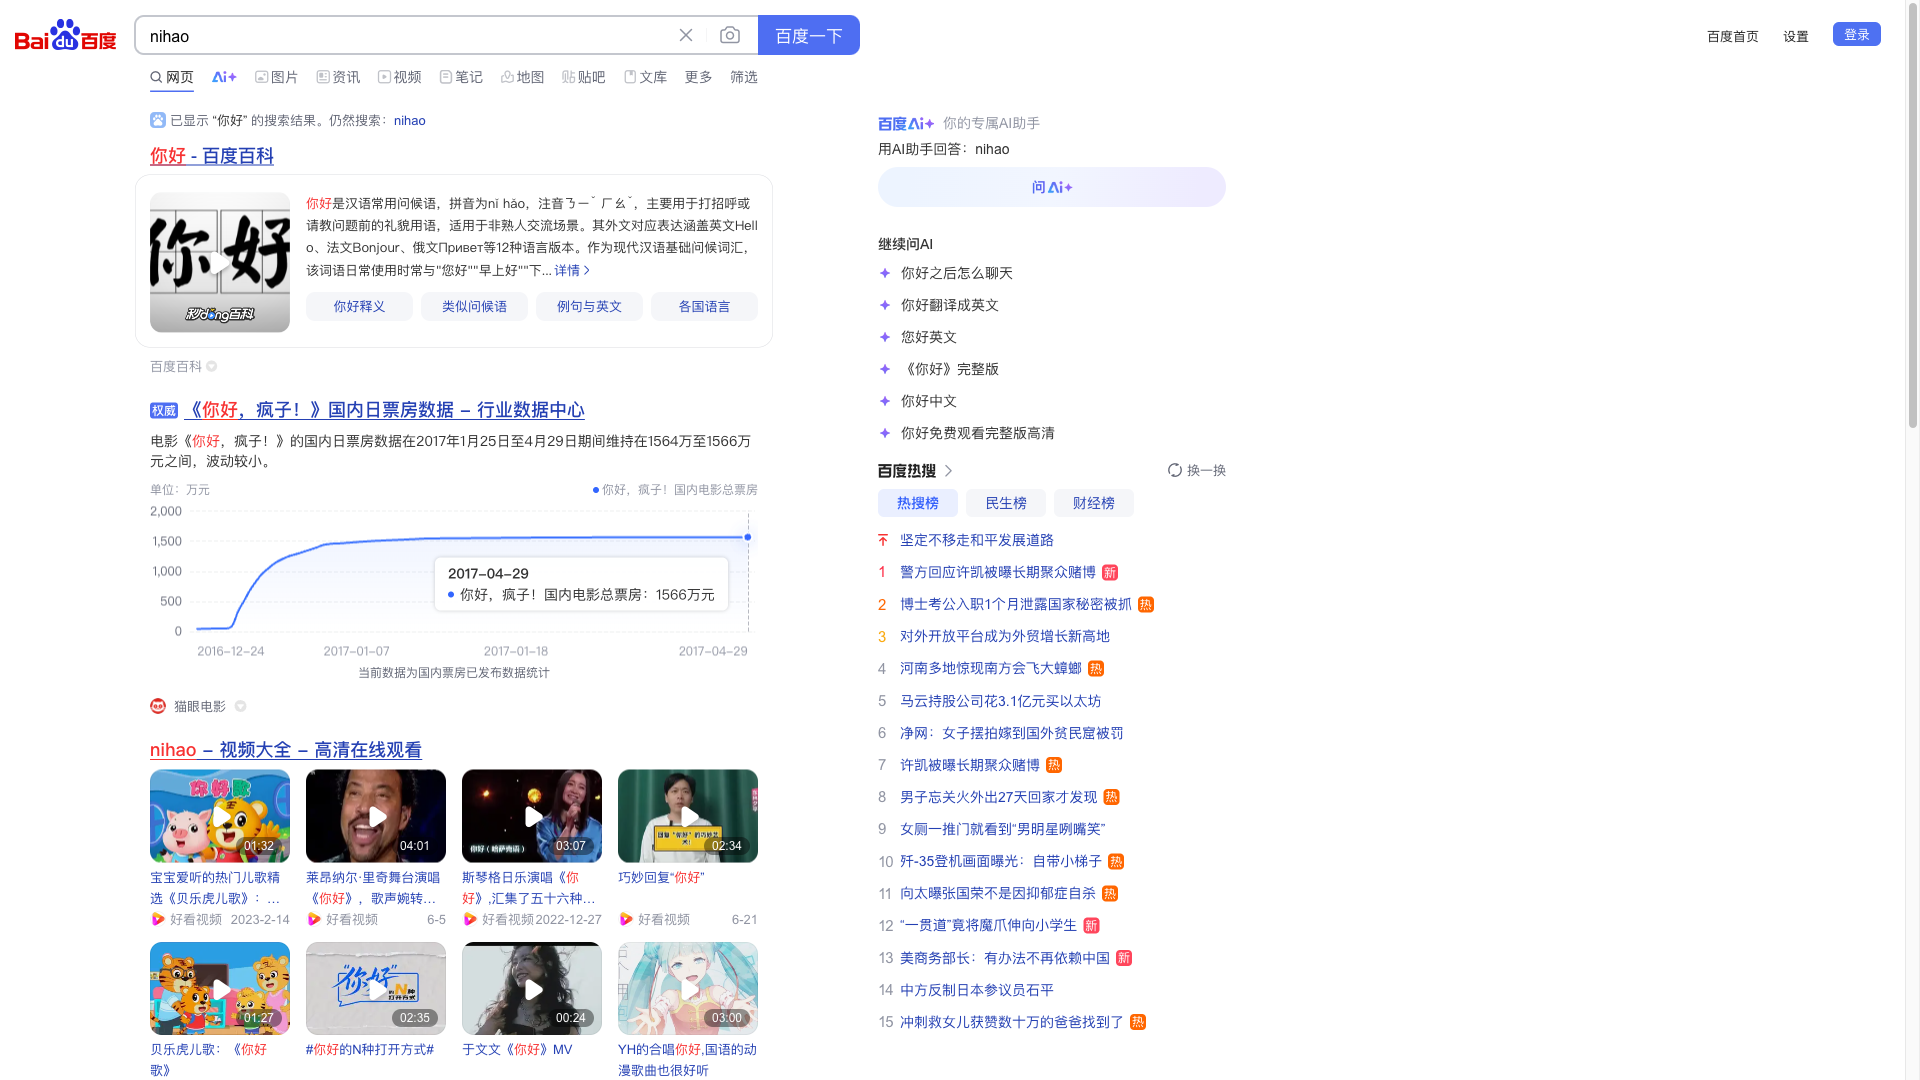 Bai du 百度
nihao
百度一下
百度首页
设置
登录
网页
Ai+
图片
资讯
视频
笔记
地图
贴吧
文库
更多
筛选
已显示 “你好” 的搜索结果。仍然搜索：nihao
你好 - 百度百科
你好
秒dǒng百科
你好是汉语常用问候语，拼音为nǐ hǎo，注音ㄋㄧˇ ㄏㄠˇ，主要用于打招呼或
请教问题前的礼貌用语，适用于非熟人交流场景。其外文对应表达涵盖英文Hell
o、法文Bonjour、俄文Привет等12种语言版本。作为现代汉语基础问候词汇，
该词语日常使用时常与"您好""早上好""下... 详情
你好释义
类似问候语
例句与英文
各国语言
百度百科
权威 《你好，疯子！》国内日票房数据 – 行业数据中心
电影《你好，疯子！》的国内日票房数据在2017年1月25日至4月29日期间维持在1564万至1566万
元之间，波动较小。
单位：万元
你好，疯子！国内电影总票房
2,000
1,500
1,000
500
0
2017–04–29
你好，疯子！国内电影总票房：1566万元
2016–12–24
2017–01–07
2017–01–18
2017–04–29
当前数据为国内票房已发布数据统计
猫眼电影
nihao – 视频大全 – 高清在线观看
你好歌
01:32
04:01
你好（哈萨克语）
03:07
02:34
宝宝爱听的热门儿歌精
选《贝乐虎儿歌》：...
好看视频 2023-2-14
莱昂纳尔·里奇舞台演唱
《你好》，歌声婉转...
好看视频 6-5
斯琴格日乐演唱《你
好》,汇集了五十六种...
好看视频 2022-12-27
巧妙回复“你好”
好看视频 6-21
01:27
“你好”
的N种
打开方式
02:35
00:24
03:00
贝乐虎儿歌：《你好
歌》
#你好的N种打开方式#
于文文《你好》MV
YH的合唱你好,国语的动
漫歌曲也很好听
百度Ai+ 你的专属AI助手
用AI助手回答：nihao
问Ai+
继续问AI
你好之后怎么聊天
你好翻译成英文
您好英文
《你好》完整版
你好中文
你好免费观看完整版高清
百度热搜
换一换
热搜榜
民生榜
财经榜
坚定不移走和平发展道路
1 警方回应许凯被曝长期聚众赌博 新
2 博士考公入职1个月泄露国家秘密被抓 热
3 对外开放平台成为外贸增长新高地
4 河南多地惊现南方会飞大蟑螂 热
5 马云持股公司花3.1亿元买以太坊
6 净网：女子摆拍嫁到国外贫民窟被罚
7 许凯被曝长期聚众赌博 热
8 男子忘关火外出27天回家才发现 热
9 女厕一推门就看到“男明星咧嘴笑”
10 歼-35登机画面曝光：自带小梯子 热
11 向太曝张国荣不是因抑郁症自杀 热
12 “一贯道”竟将魔爪伸向小学生 新
13 美商务部长：有办法不再依赖中国 新
14 中方反制日本参议员石平
15 冲刺救女儿获赞数十万的爸爸找到了 热